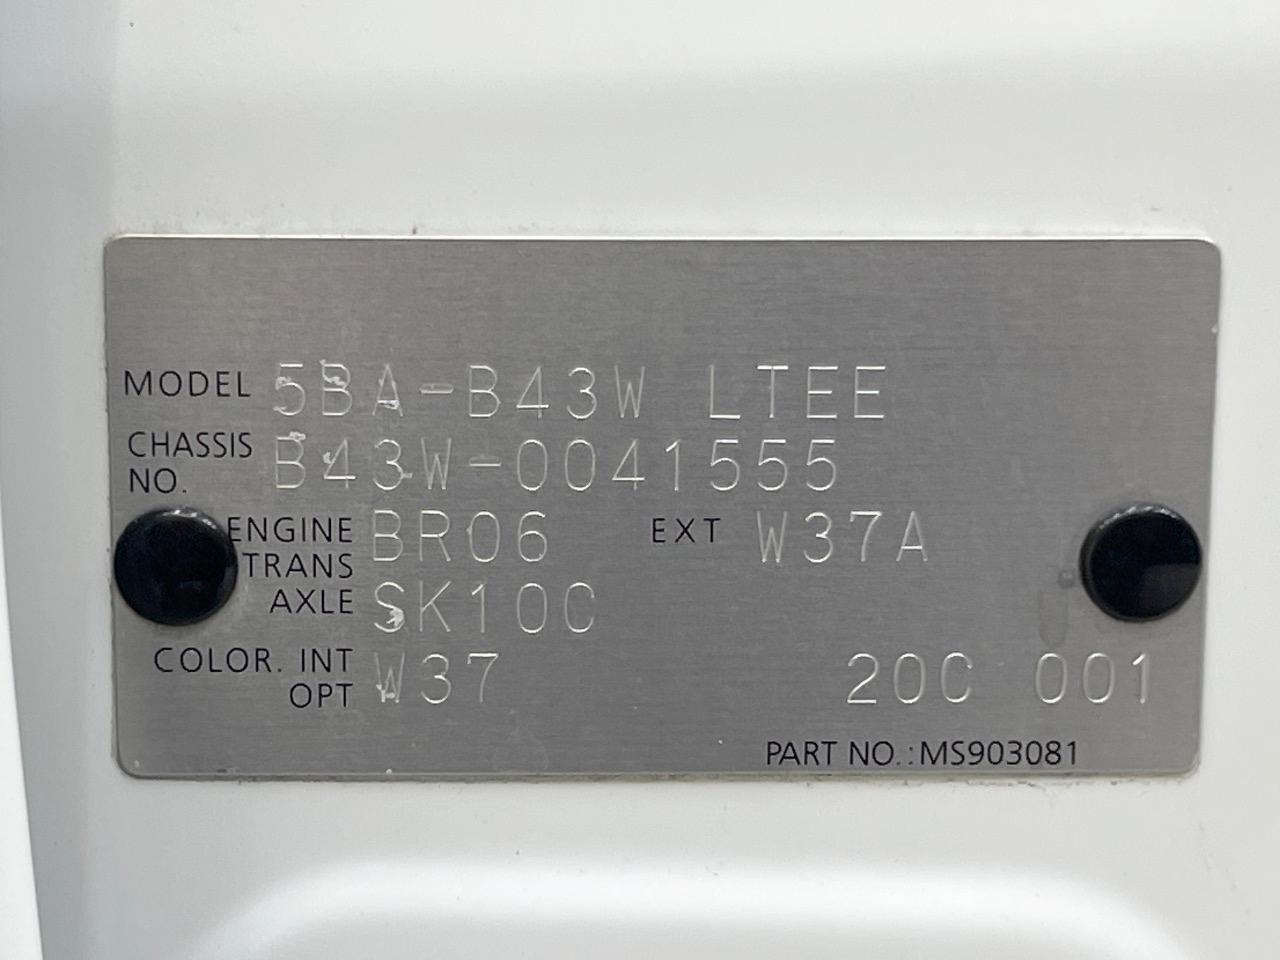 MODEL 5BA-B43W LTEE
CHASSIS NO. B43W-0041555
ENGINE BR06 EXT W37A
TRANS AXLE SK10C
COLOR. INT W37 20C 001
OPT
PART NO.:MS903081